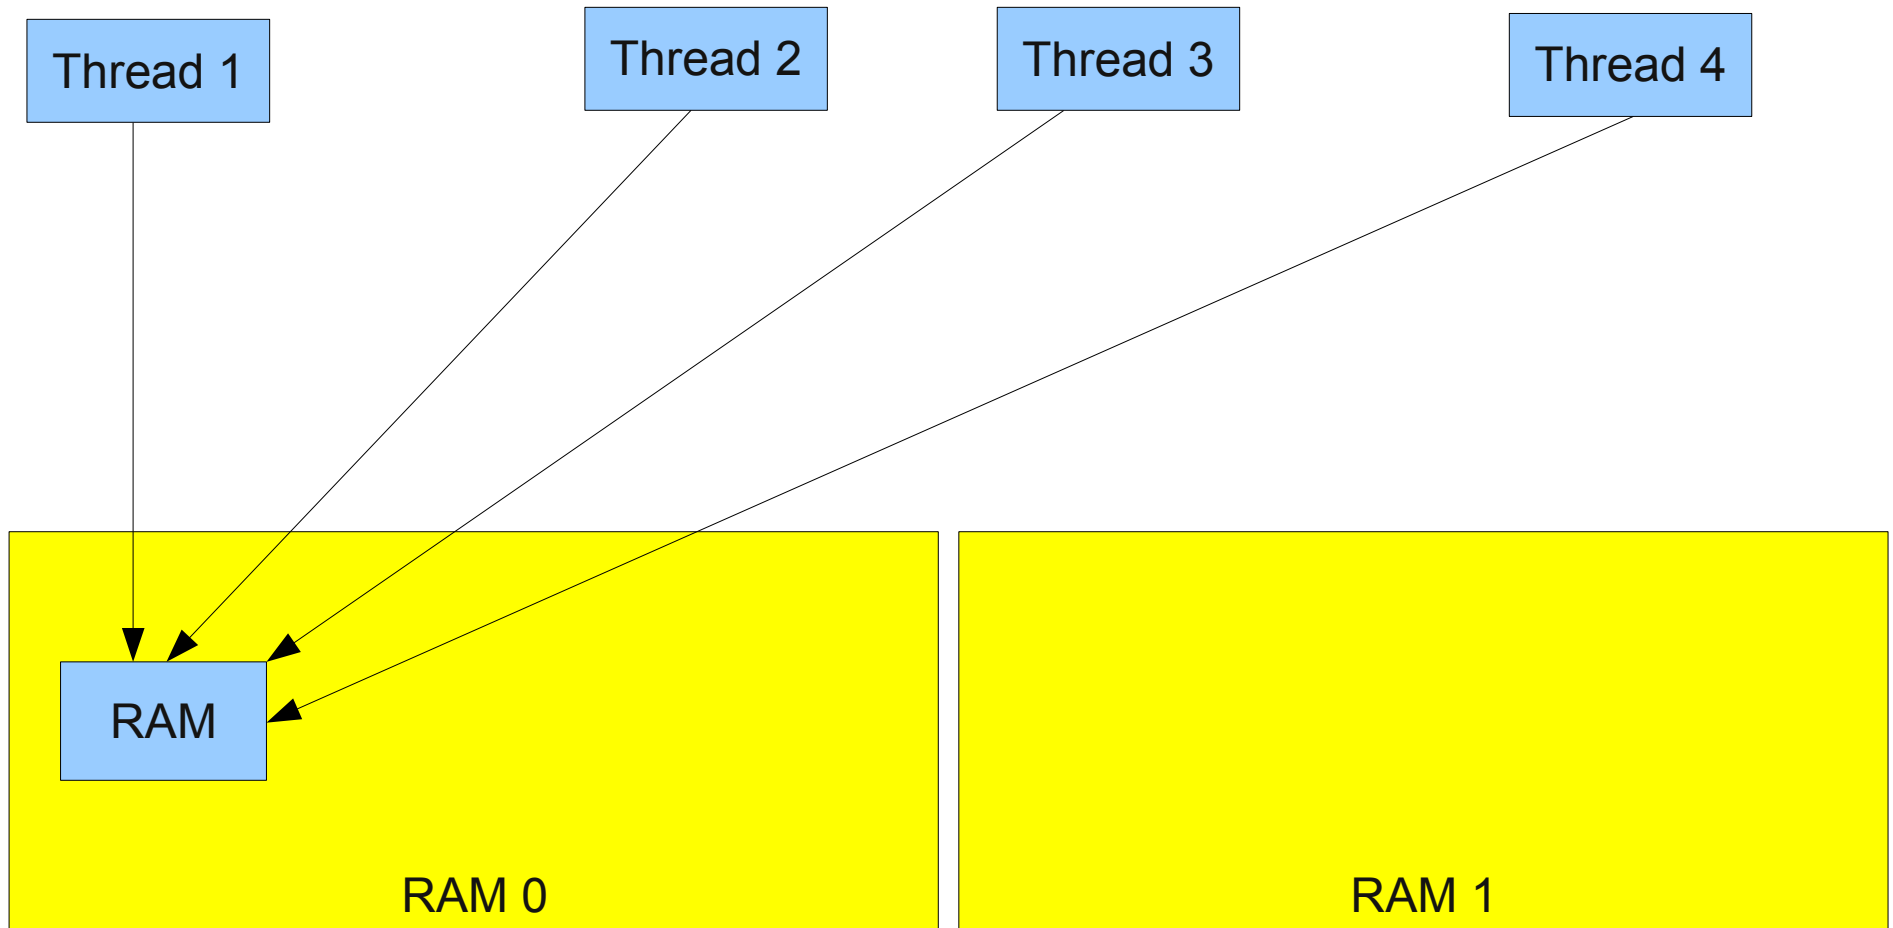 Thread 1
Thread 2
Thread 3
Thread 4
RAM
RAM 0
RAM 1